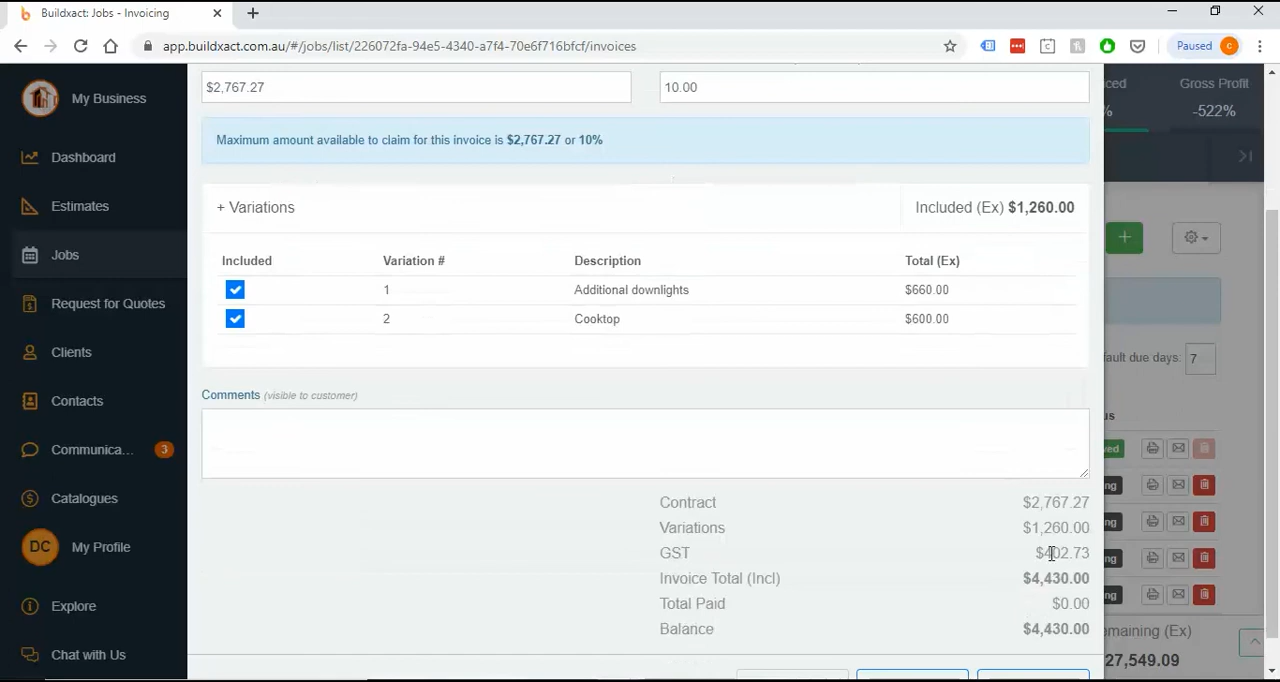 Buildxact: Jobs - Invoicing
app.buildxact.com.au/#/jobs/list/226072fa-94e5-4340-a7f4-70e6f716bfcf/invoices
Paused C
My Business
Dashboard
Estimates
Jobs
Request for Quotes
Clients
Contacts
Communica... 3
Catalogues
DC My Profile
Explore
Chat with Us
$2,767.27 10.00
Maximum amount available to claim for this invoice is $2,767.27 or 10%
+ Variations Included (Ex) $1,260.00
Included Variation # Description Total (Ex)
1 Additional downlights $660.00
2 Cooktop $600.00
Comments (visible to customer)
Contract $2,767.27
Variations $1,260.00
GST $402.73
Invoice Total (Incl) $4,430.00
Total Paid $0.00
Balance $4,430.00
Gross Profit
% -522%
due days: 7
(Ex)
27,549.09